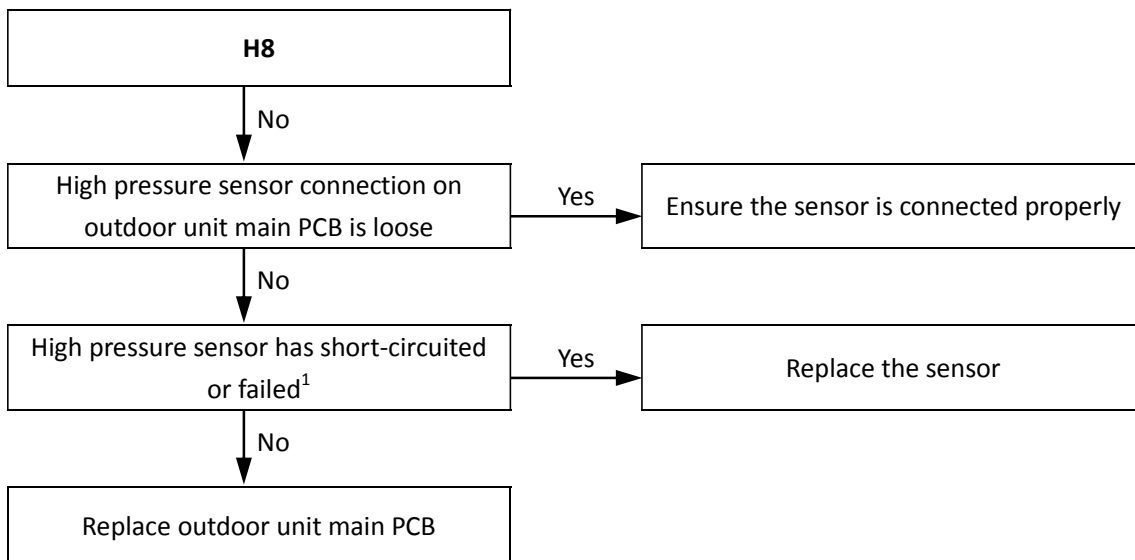 H8
No
High pressure sensor connection on
outdoor unit main PCB is loose
Yes
Ensure the sensor is connected properly
No
High pressure sensor has short-circuited
or failed1
Yes
Replace the sensor
No
Replace outdoor unit main PCB